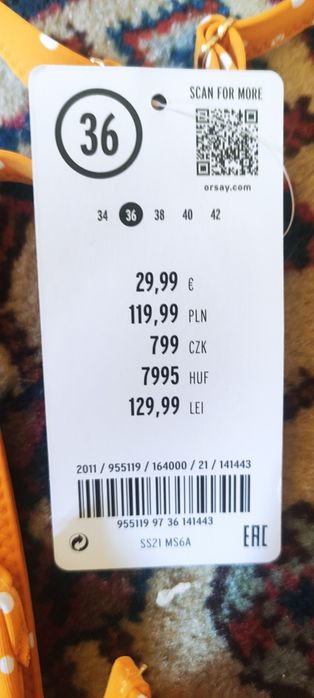 SCAN FOR MORE
36
orsay.com
34 36 38 40 42
29,99 €
119,99 PLN
799 CZK
7995 HUF
129,99 LEI
2011 / 955119 / 164000 / 21 / 141443
955119 97 36 141443
SS21 MS6A
EAC